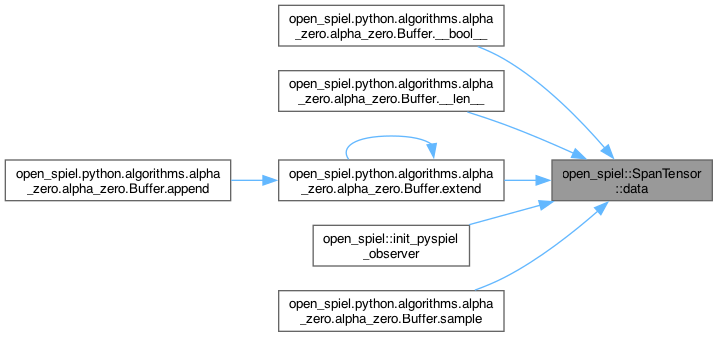 open_spiel.python.algorithms.alpha
_zero.alpha_zero.Buffer.__bool__
open_spiel.python.algorithms.alpha
_zero.alpha_zero.Buffer.__len__
open_spiel.python.algorithms.alpha
_zero.alpha_zero.Buffer.append
open_spiel.python.algorithms.alpha
_zero.alpha_zero.Buffer.extend
open_spiel::SpanTensor
::data
open_spiel::init_pyspiel
_observer
open_spiel.python.algorithms.alpha
_zero.alpha_zero.Buffer.sample